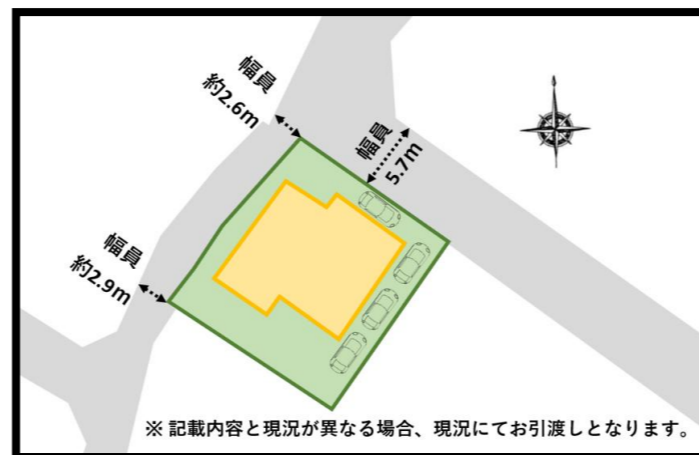 幅員
約2.6m
幅員
5.7m
幅員
約2.9m
※ 記載内容と現況が異なる場合、現況にてお引渡しとなります。